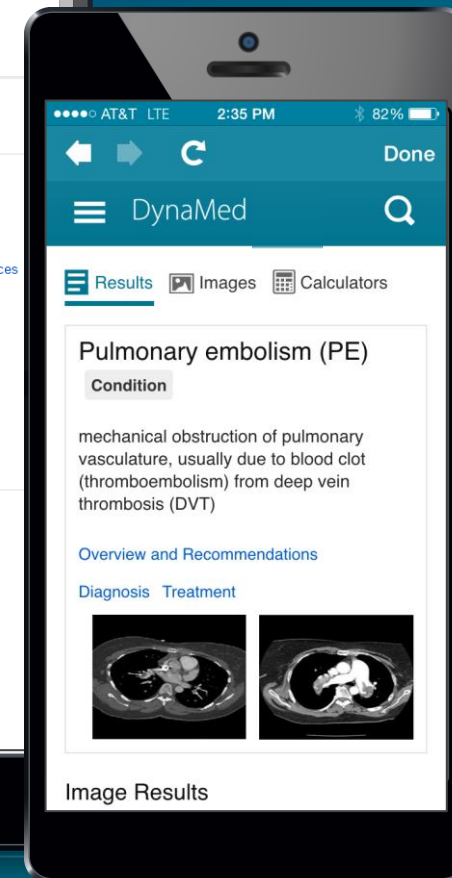 AT&T LTE 2:35 PM 82%
Done
DynaMed
ces
Results Images Calculators
Pulmonary embolism (PE)
Condition
mechanical obstruction of pulmonary
vasculature, usually due to blood clot
(thromboembolism) from deep vein
thrombosis (DVT)
Overview and Recommendations
Diagnosis Treatment
Image Results